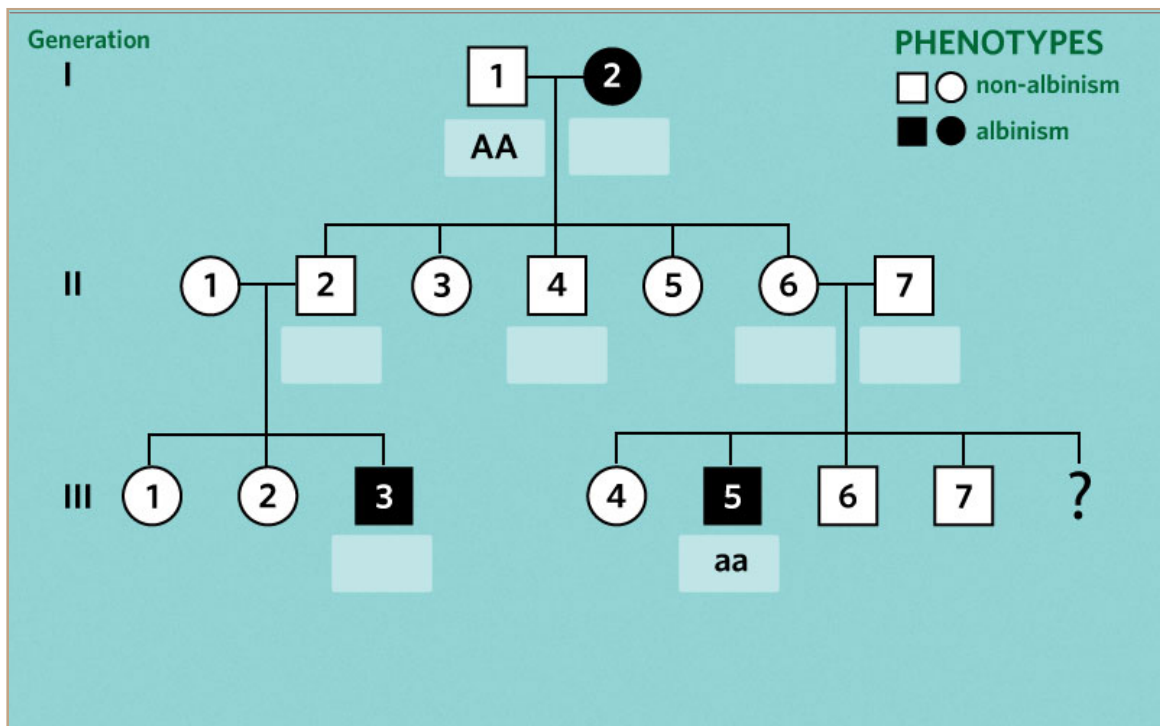 Generation
PHENOTYPES
non-albinism
albinism
I
1 2
AA
II
1 2 3 4 5 6 7
III
1 2 3 4 5 6 7 ?
aa